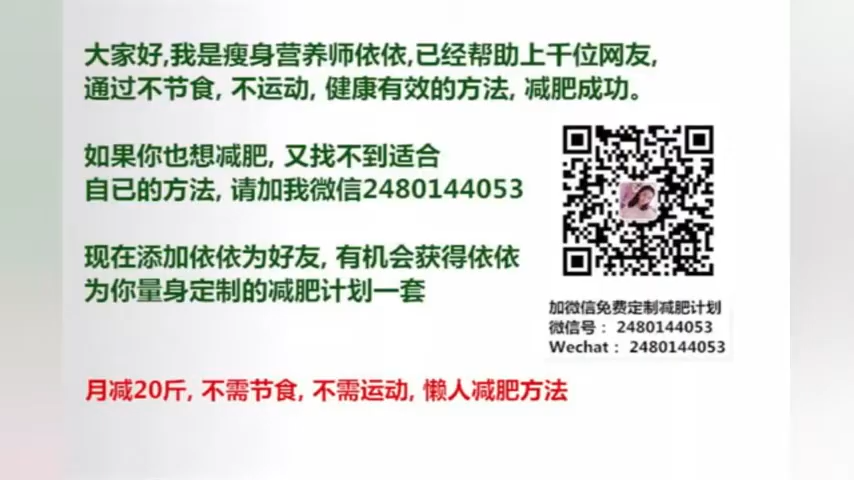 大家好,我是瘦身营养师依依,已经帮助上千位网友,
通过不节食, 不运动, 健康有效的方法, 减肥成功。
如果你也想减肥, 又找不到适合
自已的方法, 请加我微信2480144053
现在添加依依为好友, 有机会获得依依
为你量身定制的减肥计划一套
加微信免费定制减肥计划
微信号： 2480144053
Wechat： 2480144053
月减20斤, 不需节食, 不需运动, 懒人减肥方法